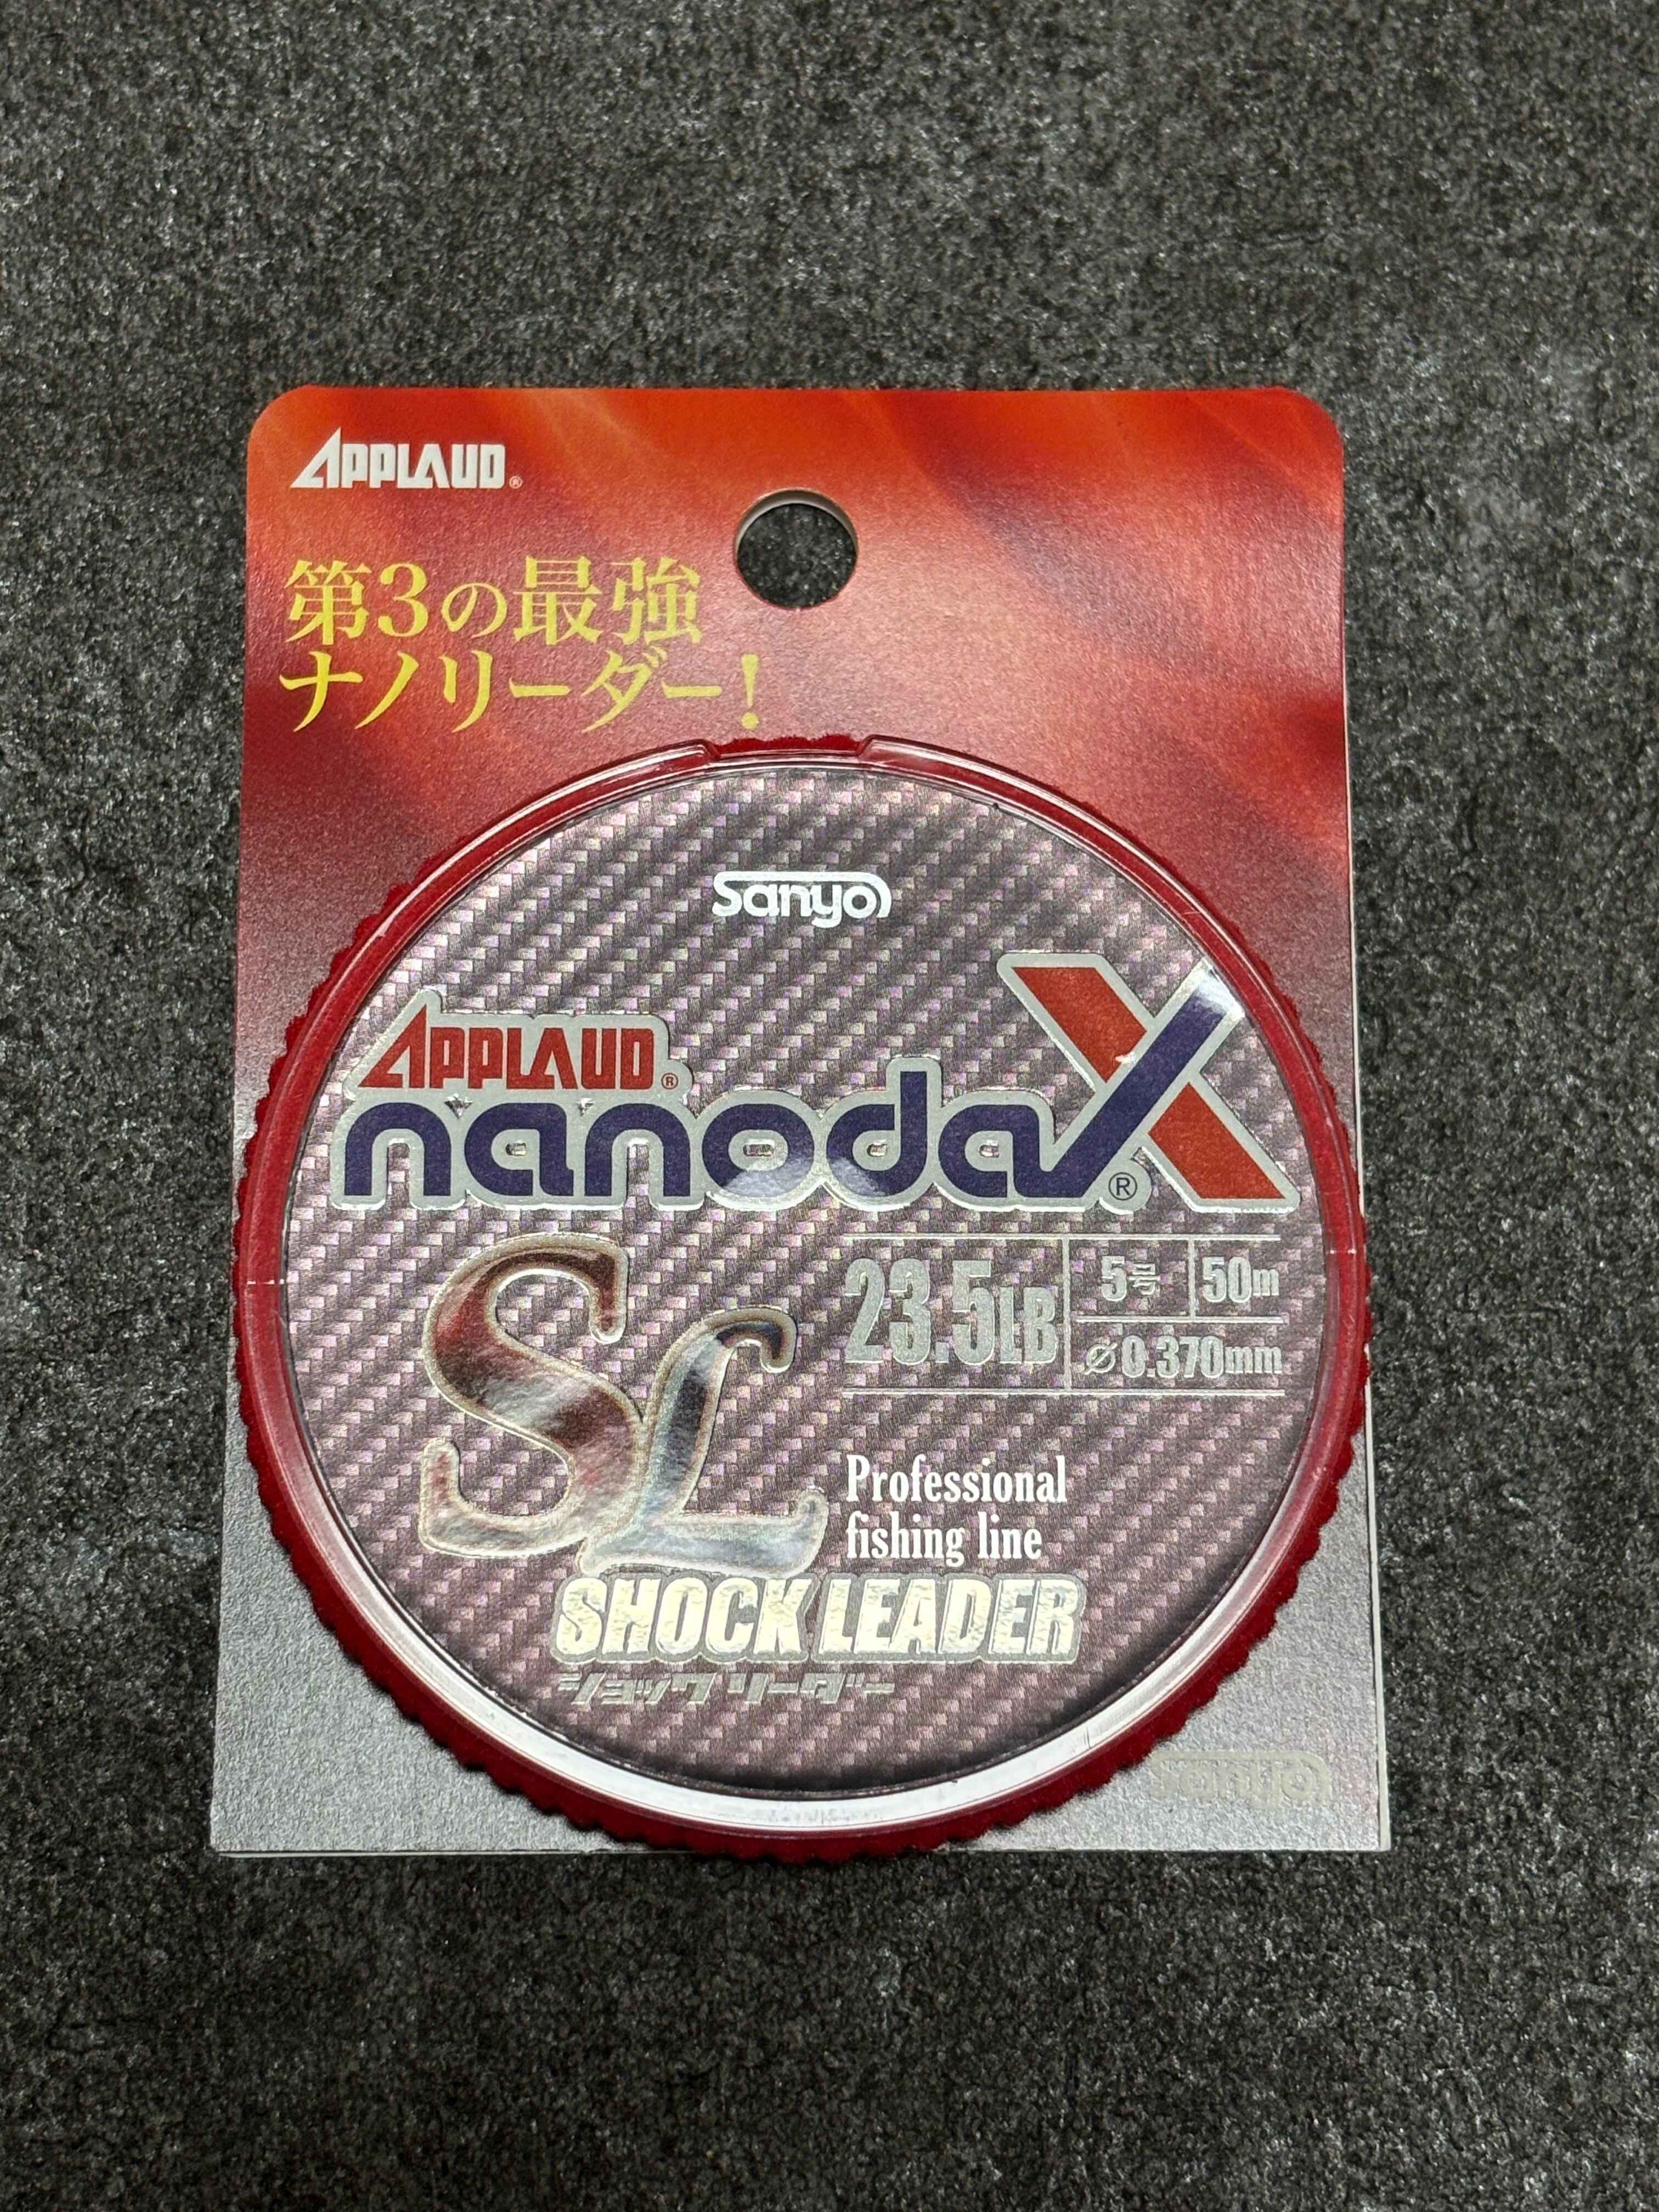 APPLAUD®
第3の最強
ナノリーダー!
Sanyo
APPLAUD®
nanodaX®
SL
23.5LB
5号
50m
⌀0.370mm
Professional
fishing line
SHOCK LEADER
ショックリーダー
Sanyo